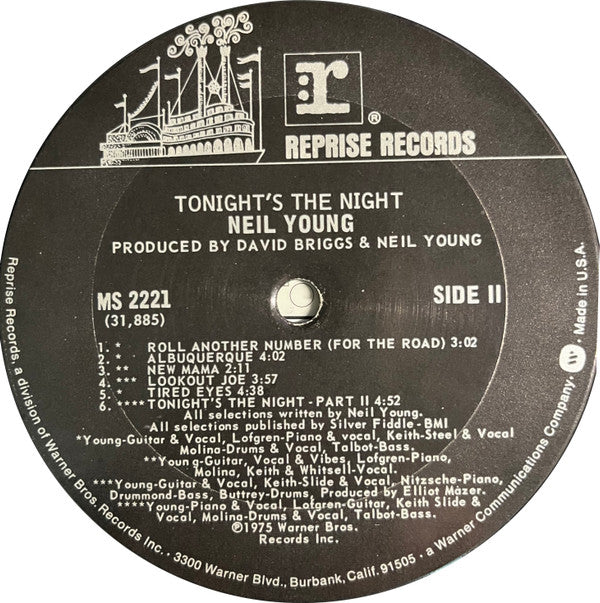 r
®
REPRISE RECORDS
TONIGHT'S THE NIGHT
NEIL YOUNG
PRODUCED BY DAVID BRIGGS & NEIL YOUNG
MS 2221
(31,885)
SIDE II
1. * ROLL ANOTHER NUMBER (FOR THE ROAD) 3:02
2. * ALBUQUERQUE 4:02
3. ** NEW MAMA 2:11
4. *** LOOKOUT JOE 3:57
5. * TIRED EYES 4:38
6. ****TONIGHT'S THE NIGHT - PART II 4:52
All selections written by Neil Young.
All selections published by Silver Fiddle-BMI
*Young-Guitar & Vocal, Lofgren-Piano & vocal, Keith-Steel & Vocal
Molina-Drums & Vocal, Talbot-Bass.
**Young-Guitar, Vocal & Vibes, Lofgren-Piano,
Molina, Keith & Whitsell-Vocal.
***Young-Guitar & Vocal, Keith-Slide & Vocal, Nitzsche-Piano,
Drummond-Bass, Buttrey-Drums, Produced by Elliot Mazer.
****Young-Piano & Vocal, Lofgren-Guitar, Keith Slide &
Vocal, Molina-Drums & Vocal, Talbot-Bass.
©1975 Warner Bros.
Records Inc.
Reprise Records, a division of Warner Bros. Records Inc. • 3300 Warner Blvd., Burbank, Calif. 91505 • a Warner Communications Company W • Made in U.S.A.